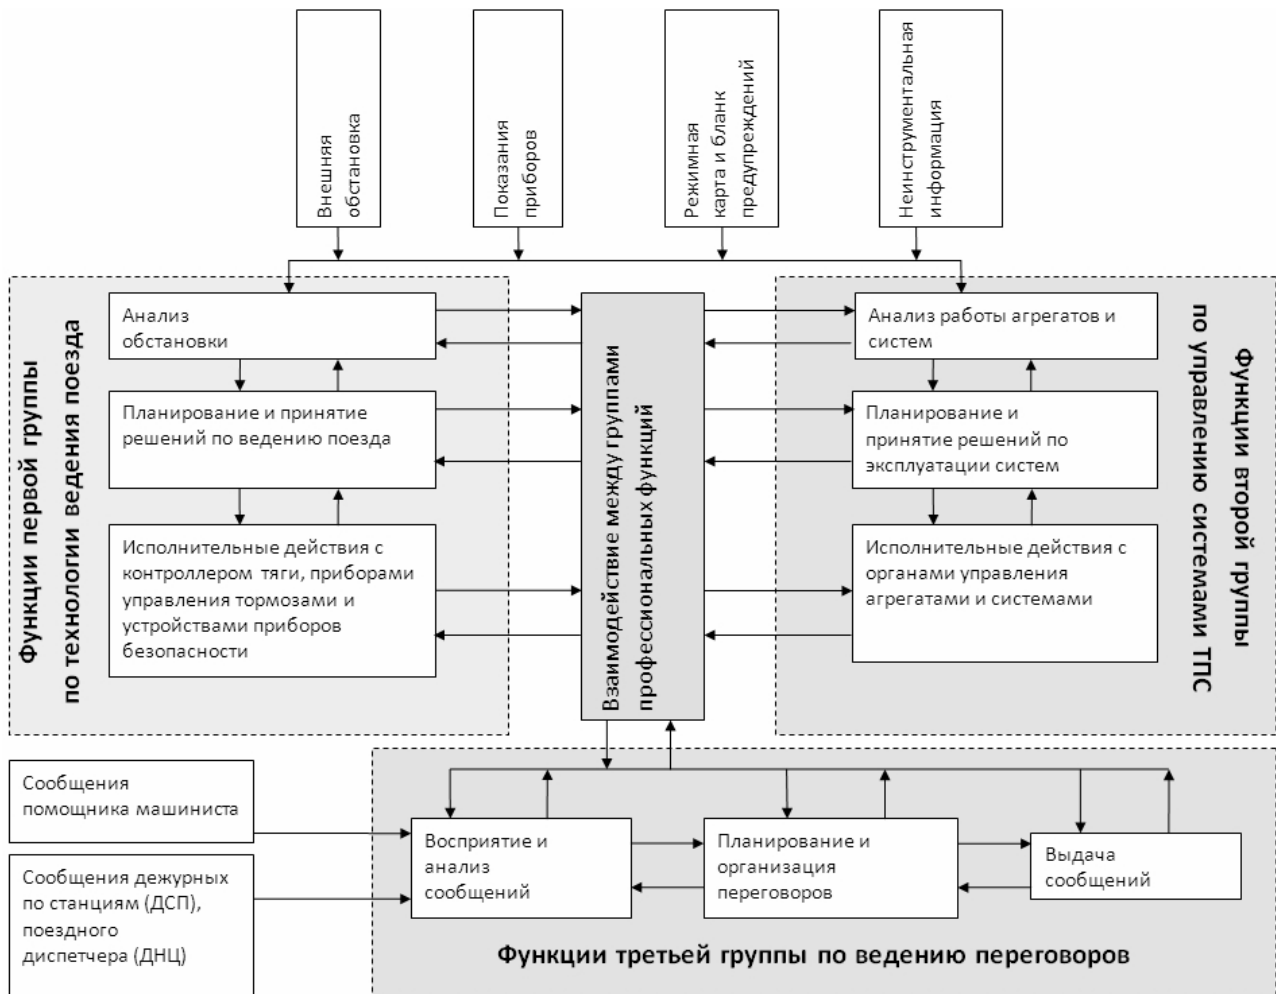 Внешняя
обстановка
Показания
приборов
Режимная
карта и бланк
предупреждений
Неинструментальная
информация
Функции первой группы
по технологии ведения поезда
Анализ
обстановки
Планирование и принятие
решений по ведению поезда
Исполнительные действия с
контроллером тяги, приборами
управления тормозами и
устройствами приборов
безопасности
Взаимодействие между группами
профессиональных функций
Анализ работы агрегатов и
систем
Планирование и
принятие решений по
эксплуатации систем
Исполнительные действия с
органами управления
агрегатами и системами
Функции второй группы
по управлению системами ТПС
Сообщения
помощника машиниста
Сообщения дежурных
по станциям (ДСП),
поездного
диспетчера (ДНЦ)
Восприятие и
анализ
сообщений
Планирование и
организация
переговоров
Выдача
сообщений
Функции третьей группы по ведению переговоров